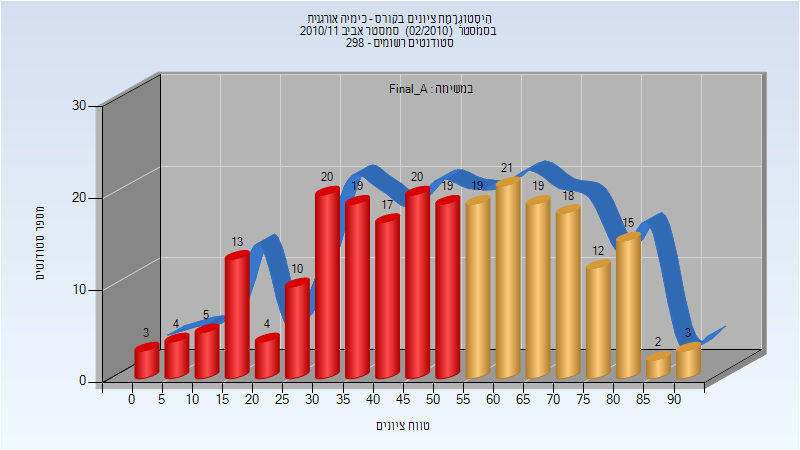 היסטוגרמת ציונים בקורס - כימיה אורגנית
בסמסטר (02/2010) סמסטר אביב 2010/11
סטודנטים רשומים - 298
במשימה : Final_A
30
20
10
0
מספר סטודנטים
3 4 5 13 4 10 20 19 17 20 19 19 21 19 18 12 15 2 3
0 5 10 15 20 25 30 35 40 45 50 55 60 65 70 75 80 85 90
טווח ציונים